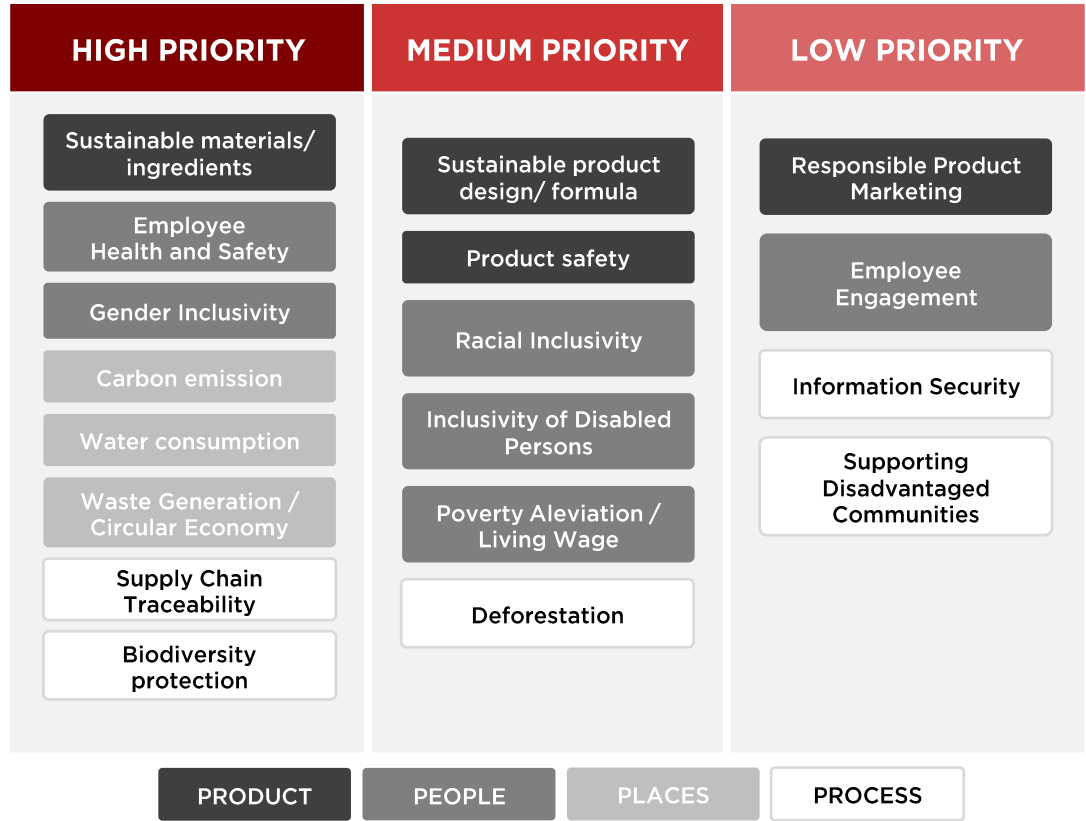 HIGH PRIORITY
Sustainable materials/
ingredients
Employee
Health and Safety
Gender Inclusivity
Carbon emission
Water consumption
Waste Generation /
Circular Economy
Supply Chain
Traceability
Biodiversity
protection
MEDIUM PRIORITY
Sustainable product
design/ formula
Product safety
Racial Inclusivity
Inclusivity of Disabled
Persons
Poverty Aleviation /
Living Wage
Deforestation
LOW PRIORITY
Responsible Product
Marketing
Employee
Engagement
Information Security
Supporting
Disadvantaged
Communities
PRODUCT
PEOPLE
PLACES
PROCESS